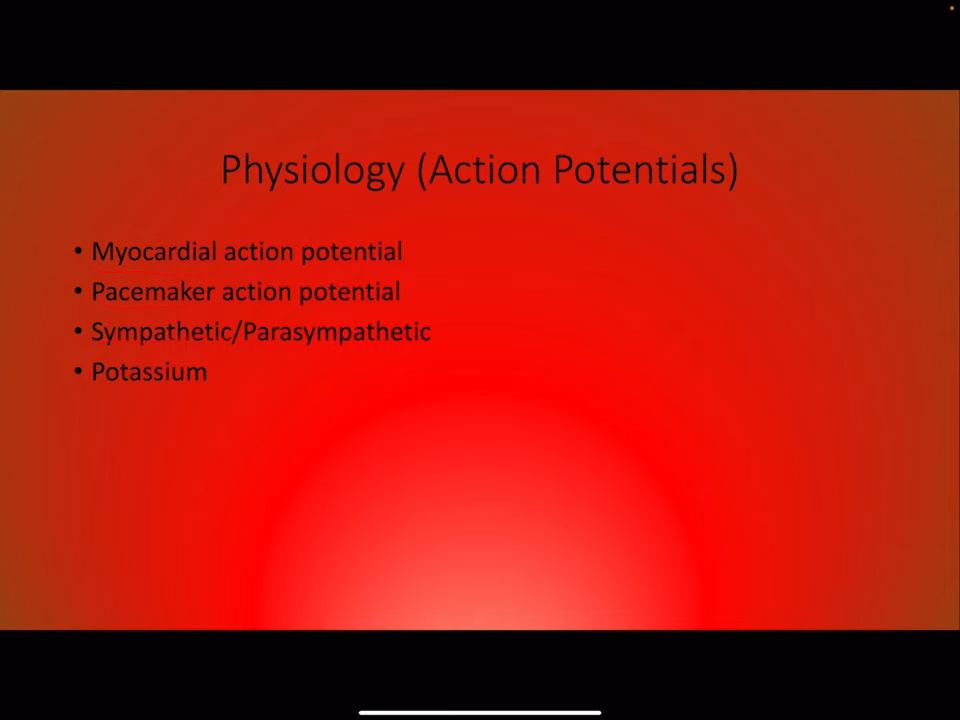 Physiology (Action Potentials)
• Myocardial action potential
• Pacemaker action potential
• Sympathetic/Parasympathetic
• Potassium